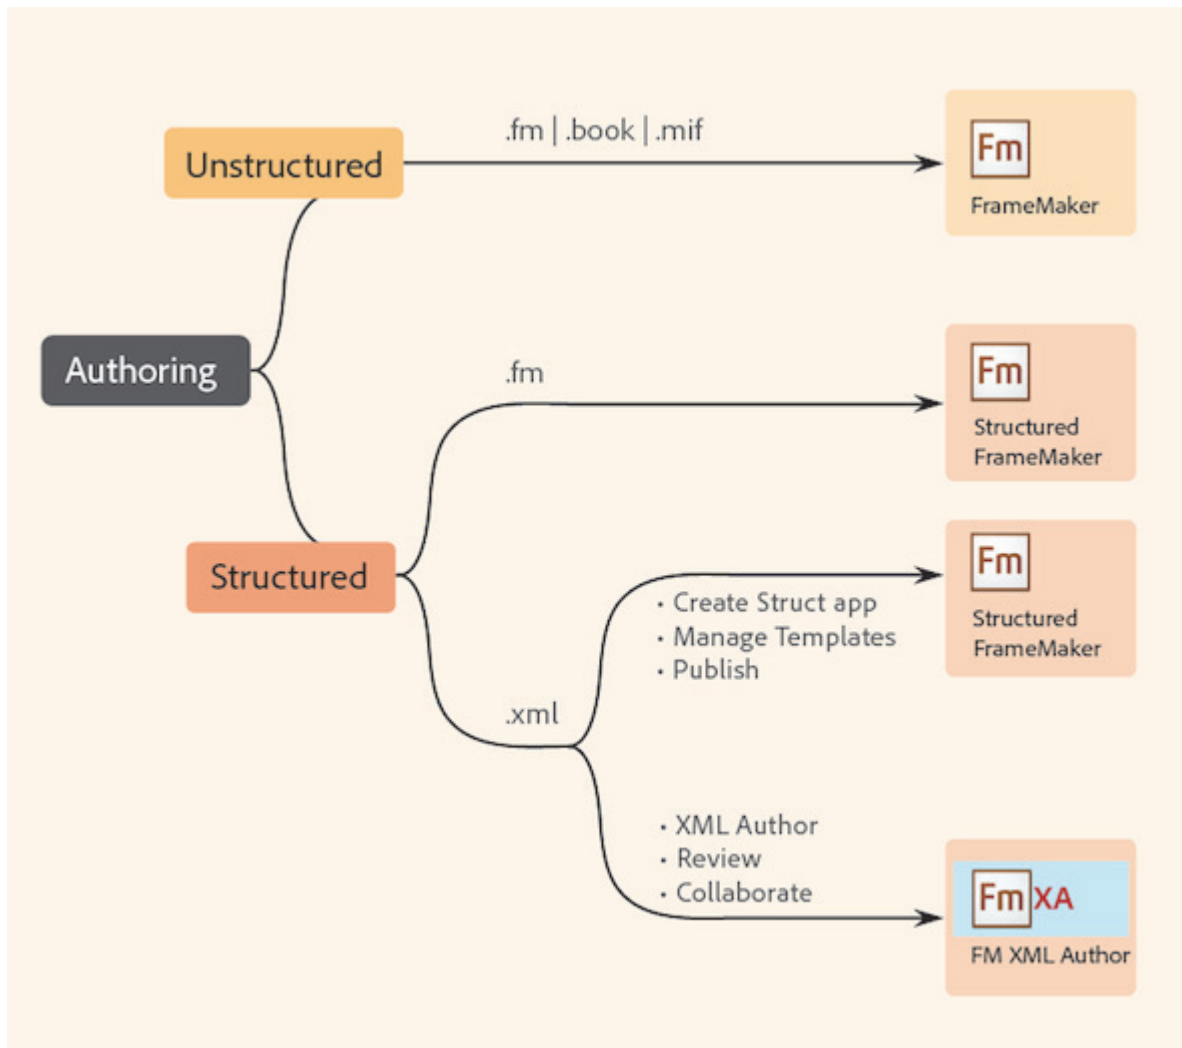 .fm | .book | .mif
Unstructured
Fm
FrameMaker
Authoring
.fm
Fm
Structured
FrameMaker
Structured
Fm
Structured
FrameMaker
• Create Struct app
• Manage Templates
• Publish
.xml
• XML Author
• Review
• Collaborate
Fm XA
FM XML Author